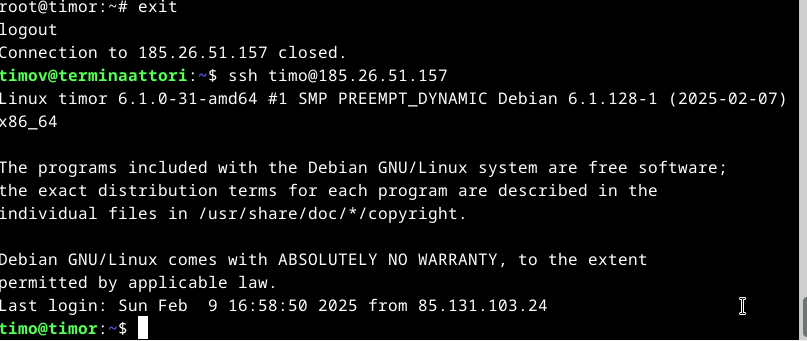 root@timor:~# exit
logout
Connection to 185.26.51.157 closed.
timov@terminaattori:~$ ssh timo@185.26.51.157
Linux timor 6.1.0-31-amd64 #1 SMP PREEMPT_DYNAMIC Debian 6.1.128-1 (2025-02-07)
x86_64

The programs included with the Debian GNU/Linux system are free software;
the exact distribution terms for each program are described in the
individual files in /usr/share/doc/*/copyright.

Debian GNU/Linux comes with ABSOLUTELY NO WARRANTY, to the extent
permitted by applicable law.
Last login: Sun Feb  9 16:58:50 2025 from 85.131.103.24
timo@timor:~$